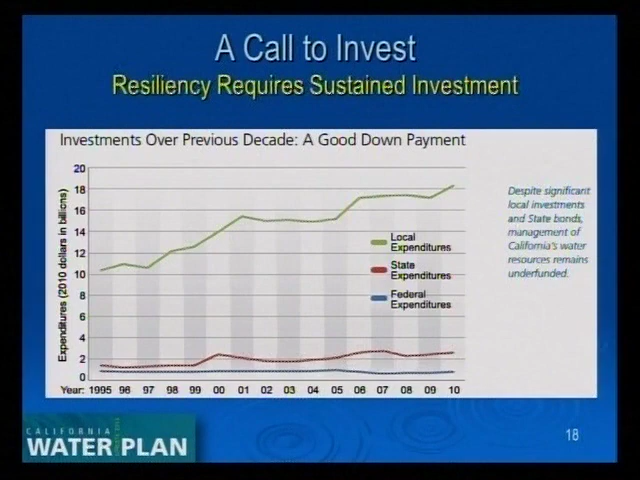 A Call to Invest
Resiliency Requires Sustained Investment
Investments Over Previous Decade: A Good Down Payment
Expenditures (2010 dollars in billions)
20
18
16
14
12
10
8
6
4
2
0
Local
Expenditures
State
Expenditures
Federal
Expenditures
Year: 1995 96 97 98 99 00 01 02 03 04 05 06 07 08 09 10
Despite significant
local investments
and State bonds,
management of
California's water
resources remains
underfunded.
CALIFORNIA
WATER PLAN
18